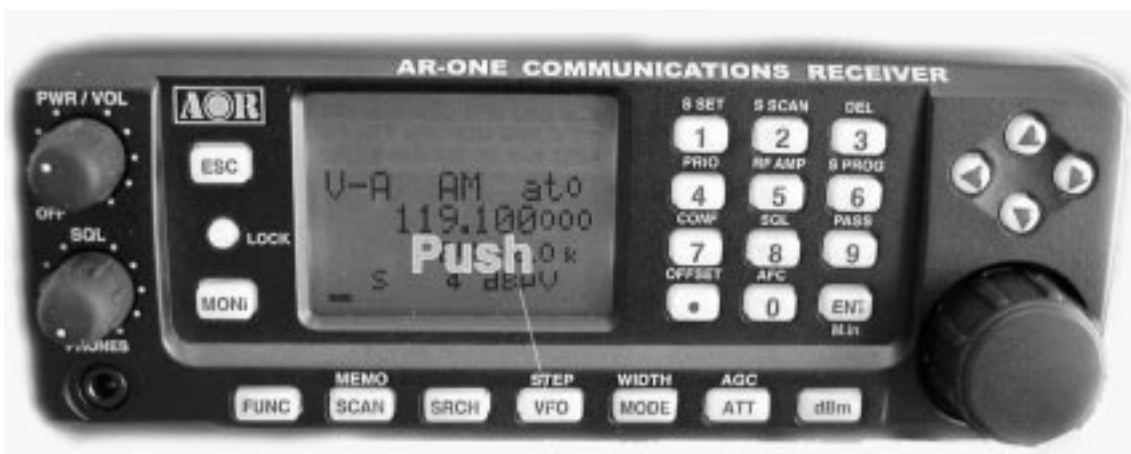 AR-ONE COMMUNICATIONS RECEIVER
PWR / VOL
OFF
SQL
PHONES
AOR
ESC
LOCK
MONi
V-A AM ato
119.100000
.0 k
S 4 dBµV
Push
S SET S SCAN DEL
1 2 3
PRIO RF AMP S PROG
4 5 6
CONF SQL PASS
7 8 9
OFFSET AFC
• 0 ENT
M.in
MEMO STEP WIDTH AGC
FUNC SCAN SRCH VFO MODE ATT dBm